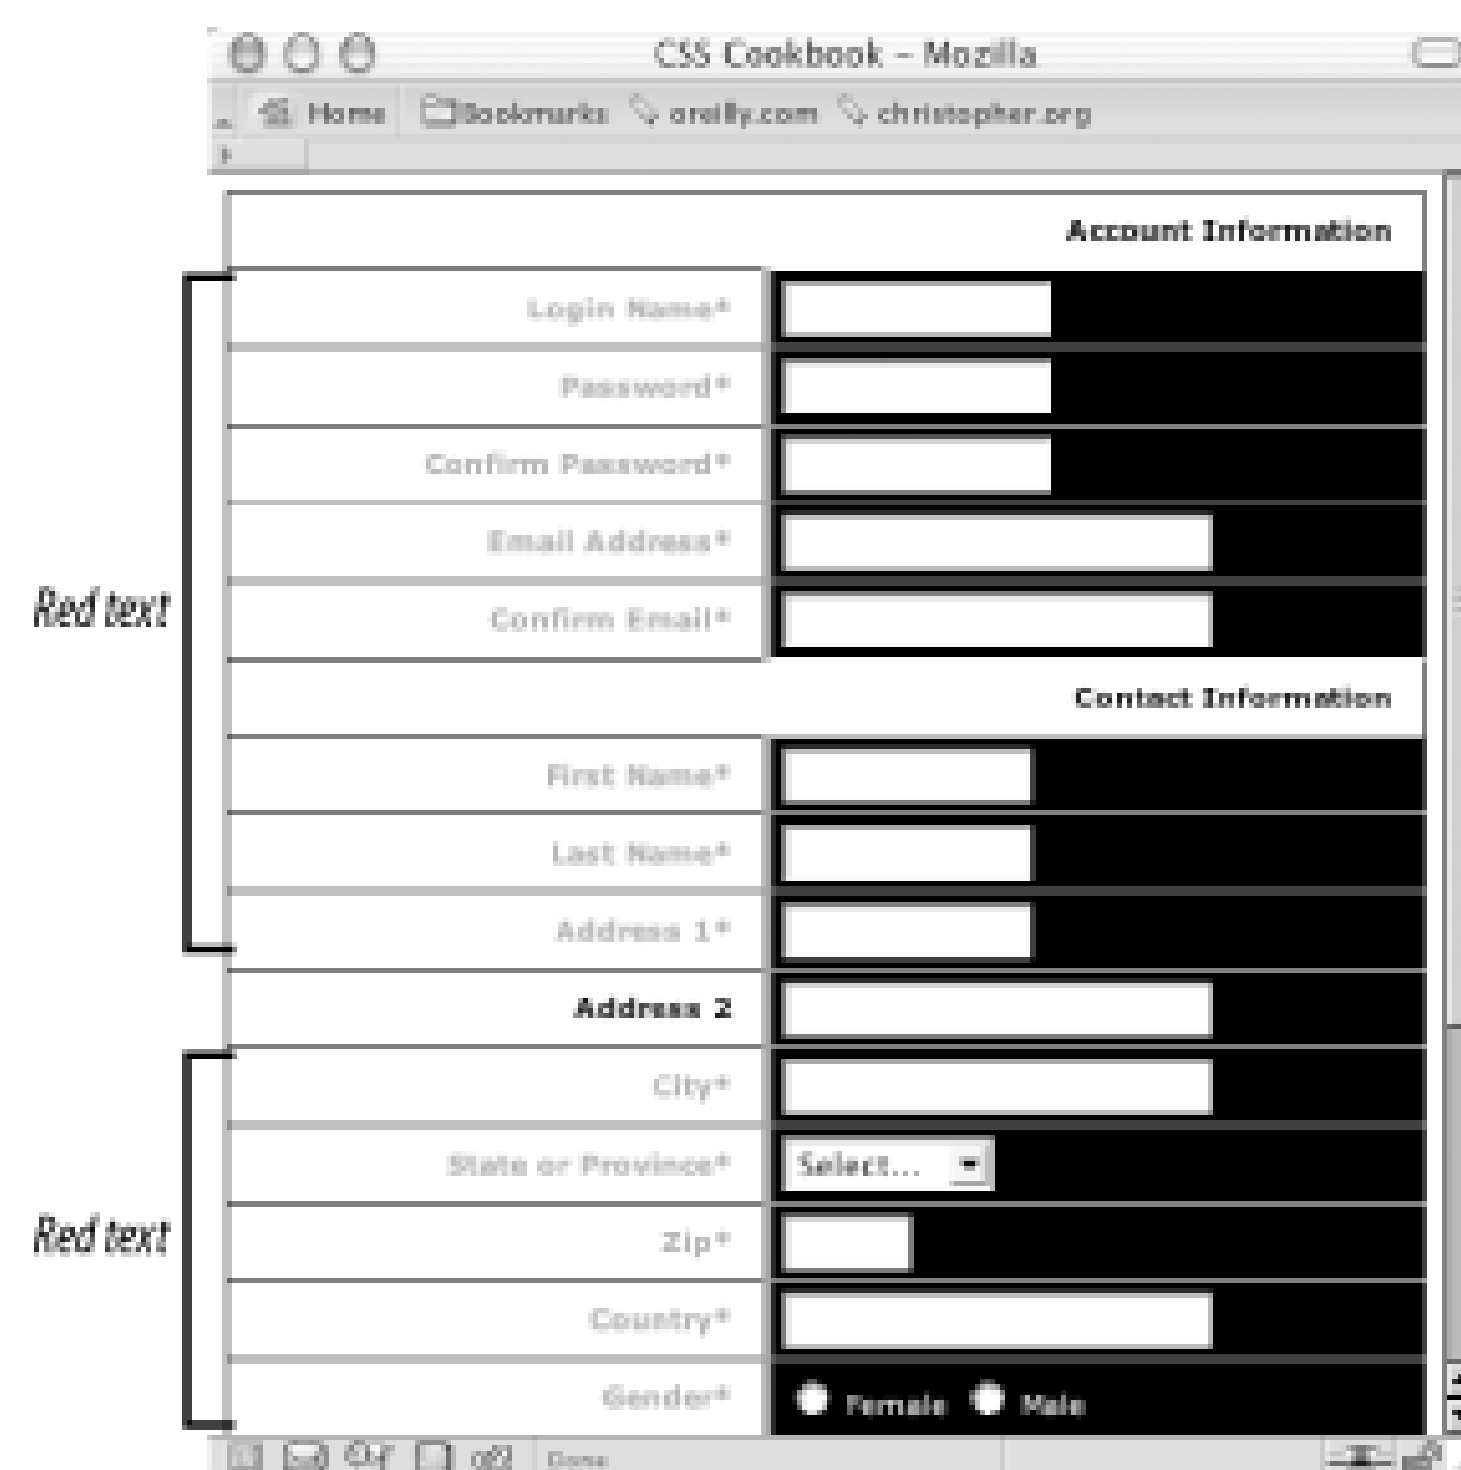 CSS Cookbook – Mozilla
Home Bookmarks oreilly.com christopher.org
Account Information
Login Name*
Password*
Confirm Password*
Email Address*
Red text
Confirm Email*
Contact Information
First Name*
Last Name*
Address 1*
Address 2
City*
State or Province* Select...
Red text
Zip*
Country*
Gender* Female Male
Done